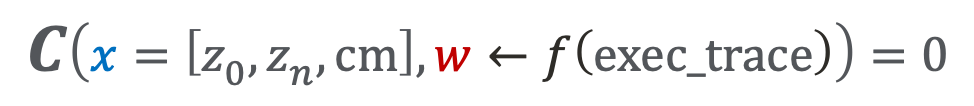 C(x = [z₀, zₙ, cm], w ← f(exec_trace)) = 0